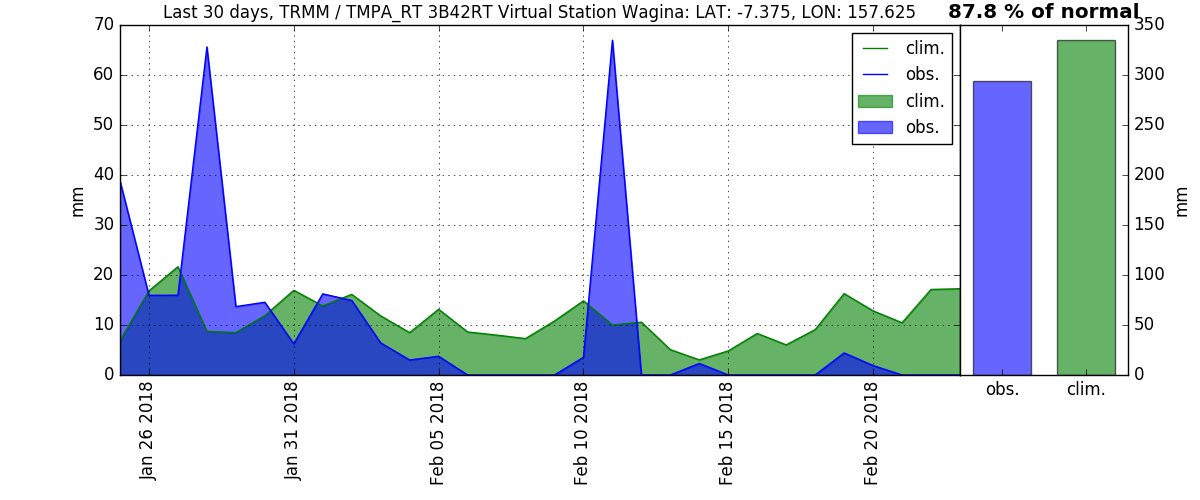 Last 30 days, TRMM / TMPA_RT 3B42RT Virtual Station Wagina: LAT: -7.375, LON: 157.625
87.8 % of normal
70
60
50
40
30
20
10
0
mm
clim.
obs.
clim.
obs.
350
300
250
200
150
100
50
0
mm
obs.
clim.
Jan 26 2018
Jan 31 2018
Feb 05 2018
Feb 10 2018
Feb 15 2018
Feb 20 2018